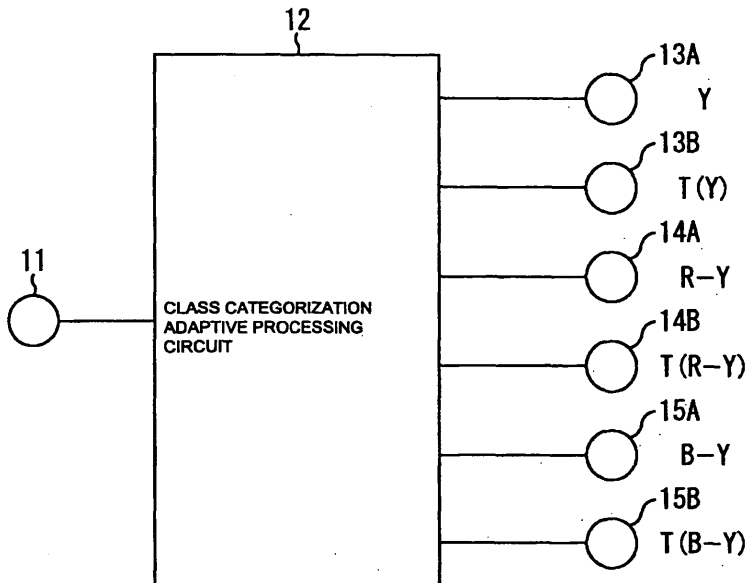 12
13A
Y
13B
T(Y)
14A
R-Y
11
CLASS CATEGORIZATION
ADAPTIVE PROCESSING
CIRCUIT
14B
T(R-Y)
15A
B-Y
15B
T(B-Y)